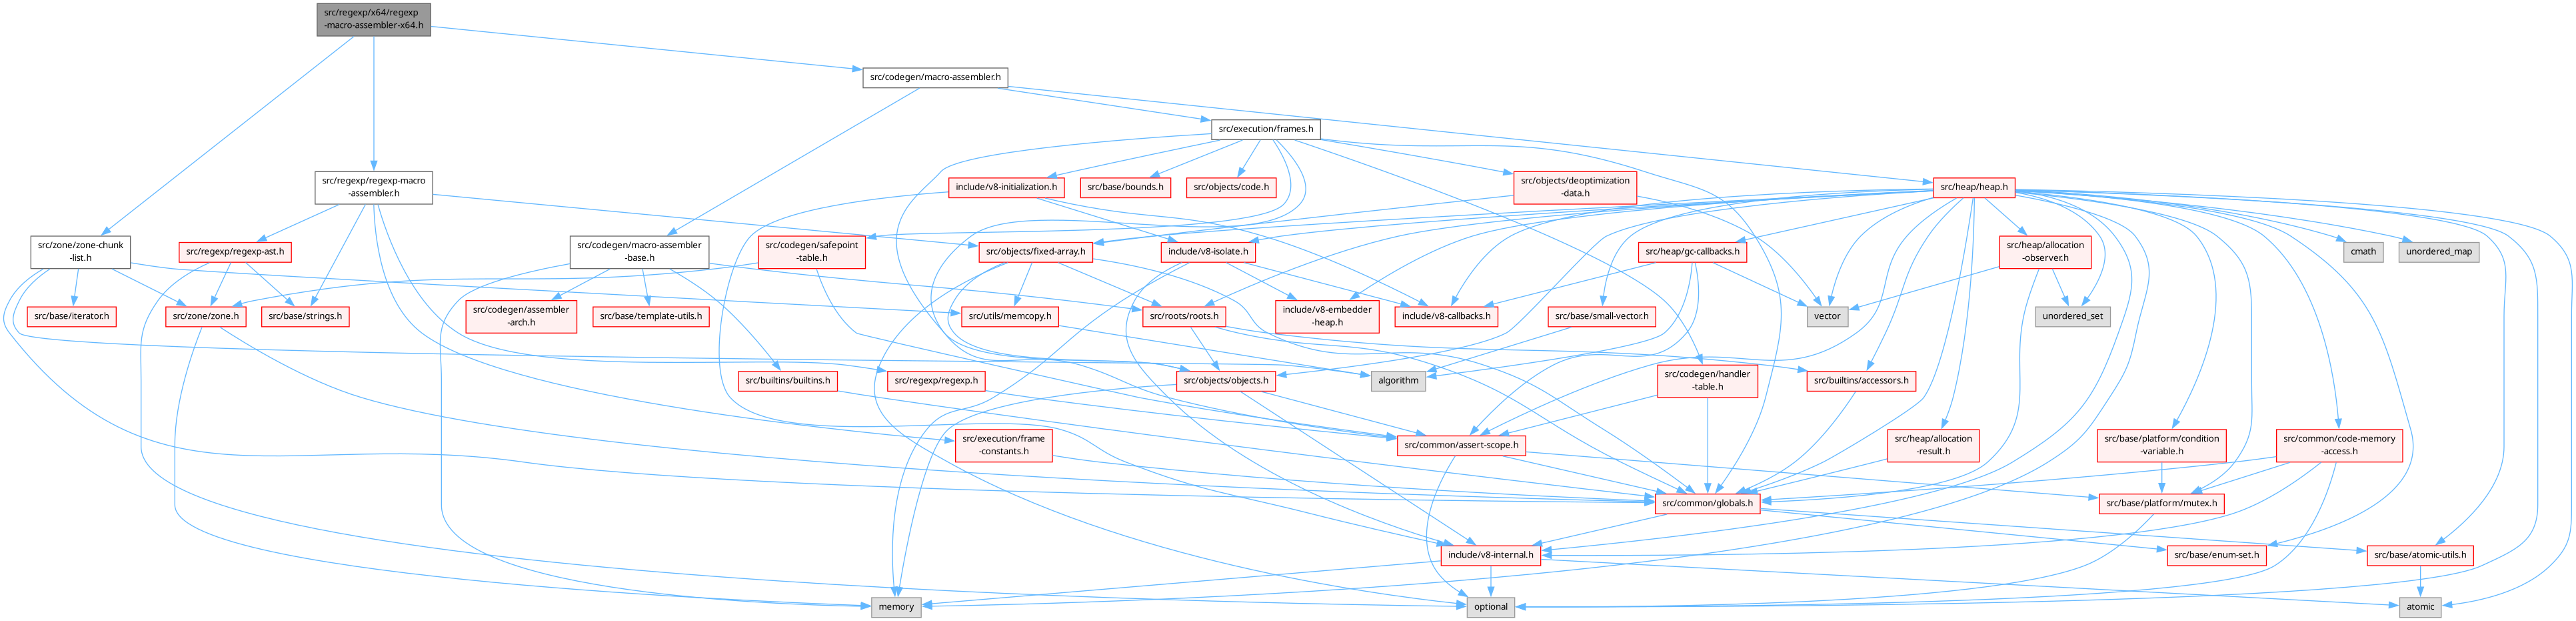 src/regexp/x64/regexp
-macro-assembler-x64.h
src/codegen/macro-assembler.h
src/execution/frames.h
src/regexp/regexp-macro
-assembler.h
include/v8-initialization.h
src/base/bounds.h
src/objects/code.h
src/objects/deoptimization
-data.h
src/heap/heap.h
src/zone/zone-chunk
-list.h
src/regexp/regexp-ast.h
src/codegen/macro-assembler
-base.h
src/codegen/safepoint
-table.h
src/objects/fixed-array.h
include/v8-isolate.h
src/heap/gc-callbacks.h
src/heap/allocation
-observer.h
cmath
unordered_map
src/base/iterator.h
src/zone/zone.h
src/base/strings.h
src/codegen/assembler
-arch.h
src/base/template-utils.h
src/utils/memcopy.h
src/roots/roots.h
include/v8-embedder
-heap.h
include/v8-callbacks.h
src/base/small-vector.h
vector
unordered_set
src/builtins/builtins.h
src/regexp/regexp.h
src/objects/objects.h
algorithm
src/codegen/handler
-table.h
src/builtins/accessors.h
src/execution/frame
-constants.h
src/common/assert-scope.h
src/heap/allocation
-result.h
src/base/platform/condition
-variable.h
src/common/code-memory
-access.h
src/common/globals.h
src/base/platform/mutex.h
include/v8-internal.h
src/base/enum-set.h
src/base/atomic-utils.h
memory
optional
atomic